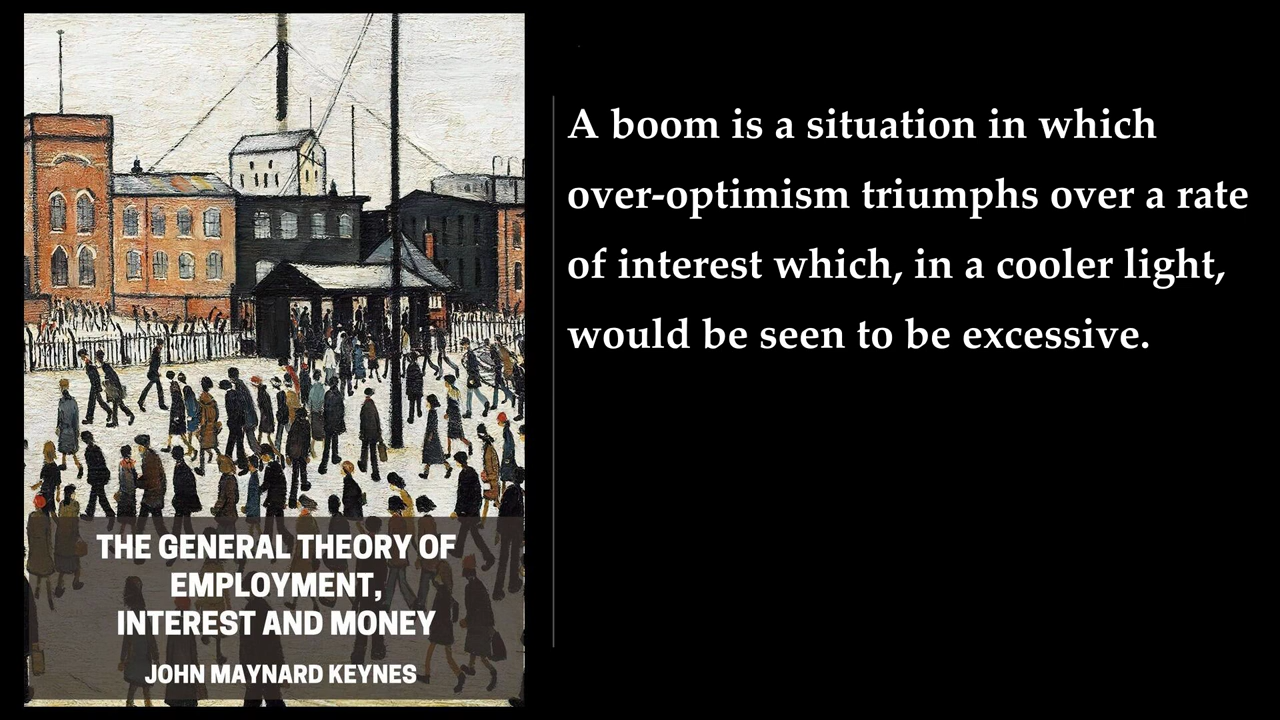 A boom is a situation in which
over-optimism triumphs over a rate
of interest which, in a cooler light,
would be seen to be excessive.
THE GENERAL THEORY OF
EMPLOYMENT,
INTEREST AND MONEY
JOHN MAYNARD KEYNES